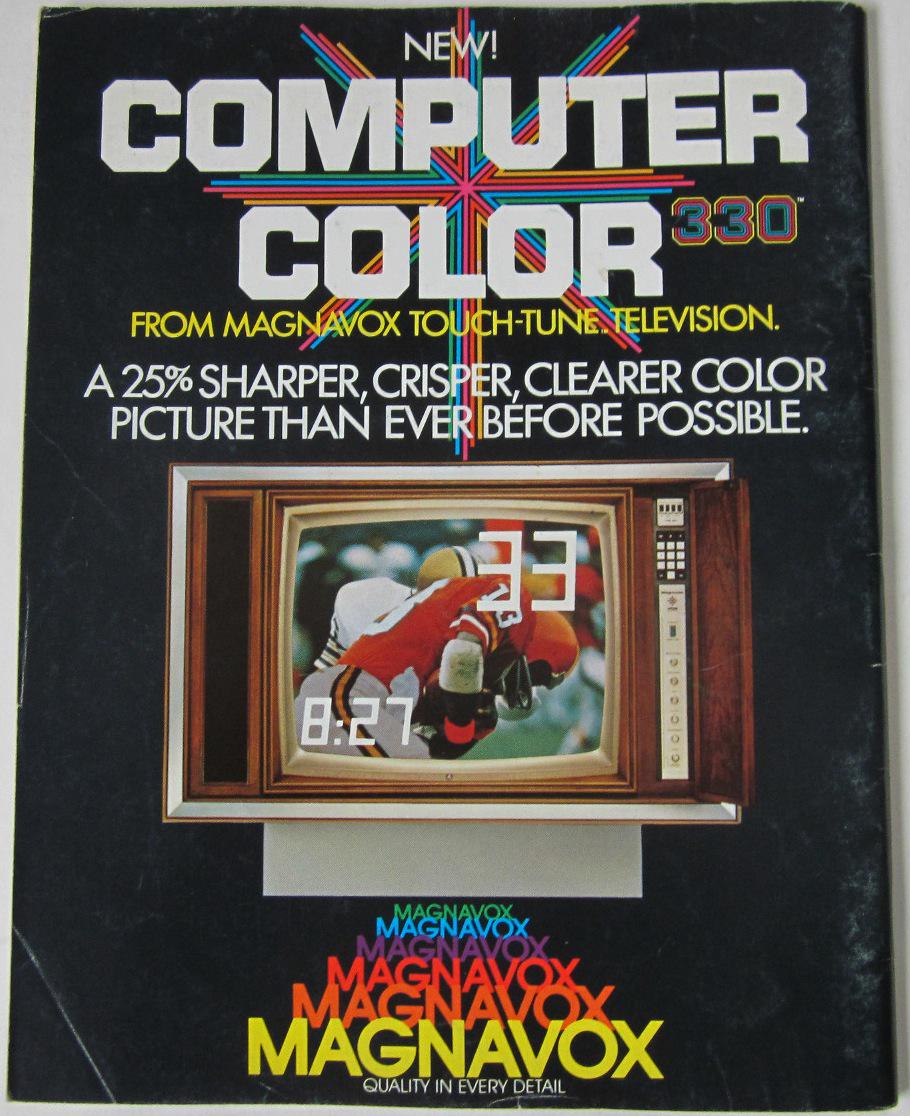 NEW!
COMPUTER
COLOR 330™
FROM MAGNAVOX TOUCH-TUNE™ TELEVISION.
A 25% SHARPER, CRISPER, CLEARER COLOR
PICTURE THAN EVER BEFORE POSSIBLE.
33
8:27
MAGNAVOX
MAGNAVOX
MAGNAVOX
MAGNAVOX
MAGNAVOX
MAGNAVOX
QUALITY IN EVERY DETAIL